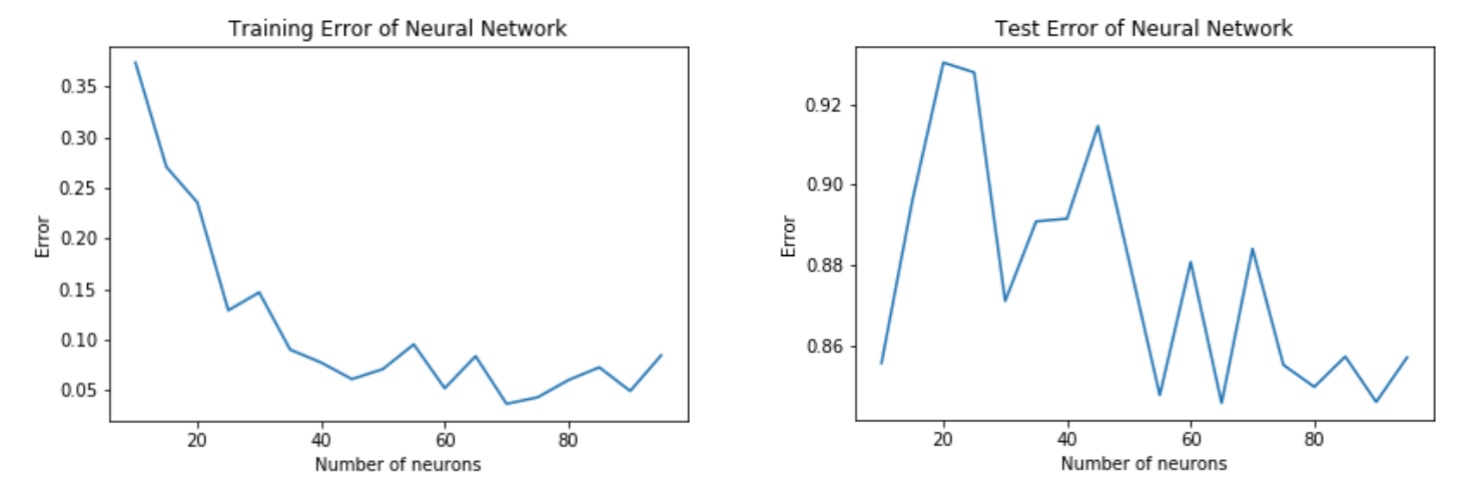 Training Error of Neural Network
0.35
0.30
0.25
0.20
0.15
0.10
0.05
Error
20 40 60 80
Number of neurons
Test Error of Neural Network
0.92
0.90
0.88
0.86
Error
20 40 60 80
Number of neurons